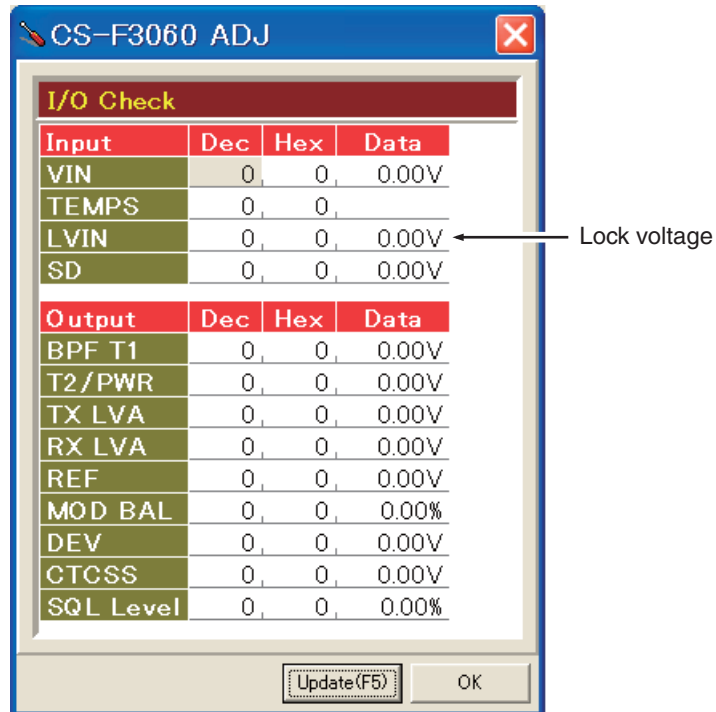 CS-F3060 ADJ
I/O Check
Input Dec Hex Data
VIN 0 0 0.00V
TEMPS 0 0
LVIN 0 0 0.00V Lock voltage
SD 0 0 0.00V
Output Dec Hex Data
BPF T1 0 0 0.00V
T2/PWR 0 0 0.00V
TX LVA 0 0 0.00V
RX LVA 0 0 0.00V
REF 0 0 0.00V
MOD BAL 0 0 0.00%
DEV 0 0 0.00V
CTCSS 0 0 0.00V
SQL Level 0 0 0.00%
Update(F5) OK